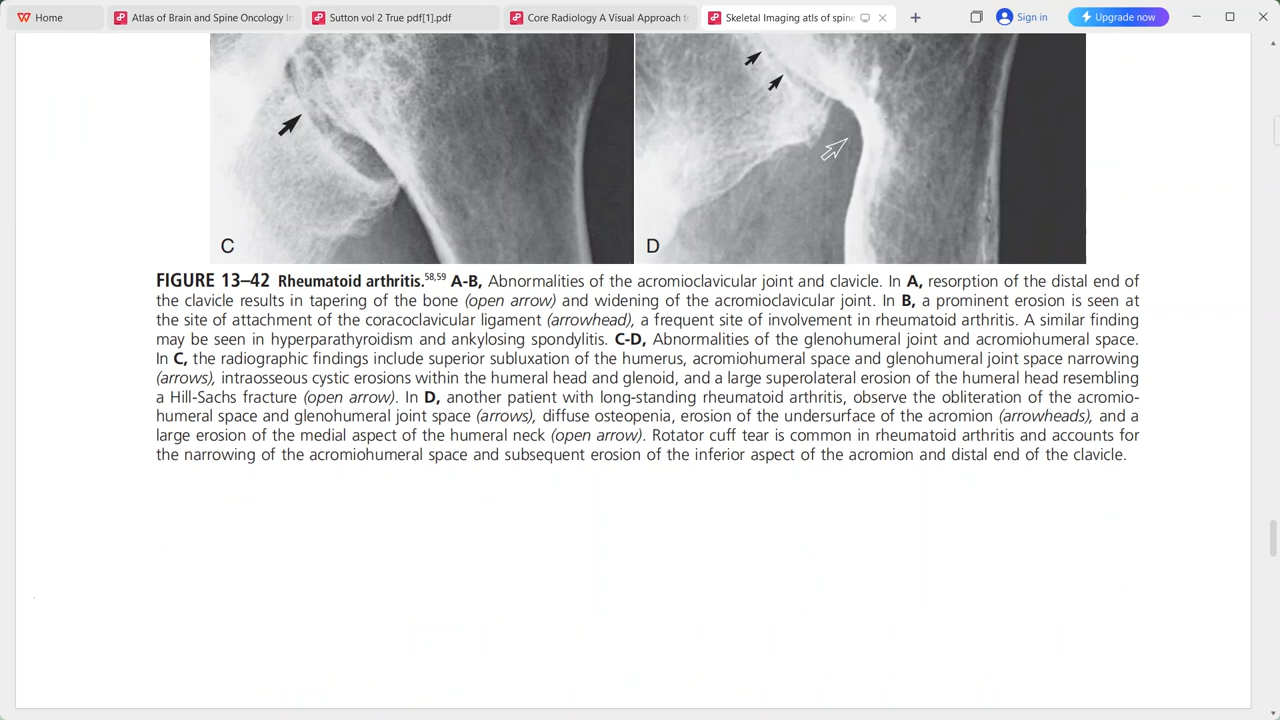 Home
Atlas of Brain and Spine Oncology I
Sutton vol 2 True pdf[1].pdf
Core Radiology A Visual Approach to
Skeletal Imaging atls of spine
Sign in
Upgrade now
C
D
FIGURE 13–42 Rheumatoid arthritis.58,59 A-B, Abnormalities of the acromioclavicular joint and clavicle. In A, resorption of the distal end of
the clavicle results in tapering of the bone (open arrow) and widening of the acromioclavicular joint. In B, a prominent erosion is seen at
the site of attachment of the coracoclavicular ligament (arrowhead), a frequent site of involvement in rheumatoid arthritis. A similar finding
may be seen in hyperparathyroidism and ankylosing spondylitis. C-D, Abnormalities of the glenohumeral joint and acromiohumeral space.
In C, the radiographic findings include superior subluxation of the humerus, acromiohumeral space and glenohumeral joint space narrowing
(arrows), intraosseous cystic erosions within the humeral head and glenoid, and a large superolateral erosion of the humeral head resembling
a Hill-Sachs fracture (open arrow). In D, another patient with long-standing rheumatoid arthritis, observe the obliteration of the acromio-
humeral space and glenohumeral joint space (arrows), diffuse osteopenia, erosion of the undersurface of the acromion (arrowheads), and a
large erosion of the medial aspect of the humeral neck (open arrow). Rotator cuff tear is common in rheumatoid arthritis and accounts for
the narrowing of the acromiohumeral space and subsequent erosion of the inferior aspect of the acromion and distal end of the clavicle.